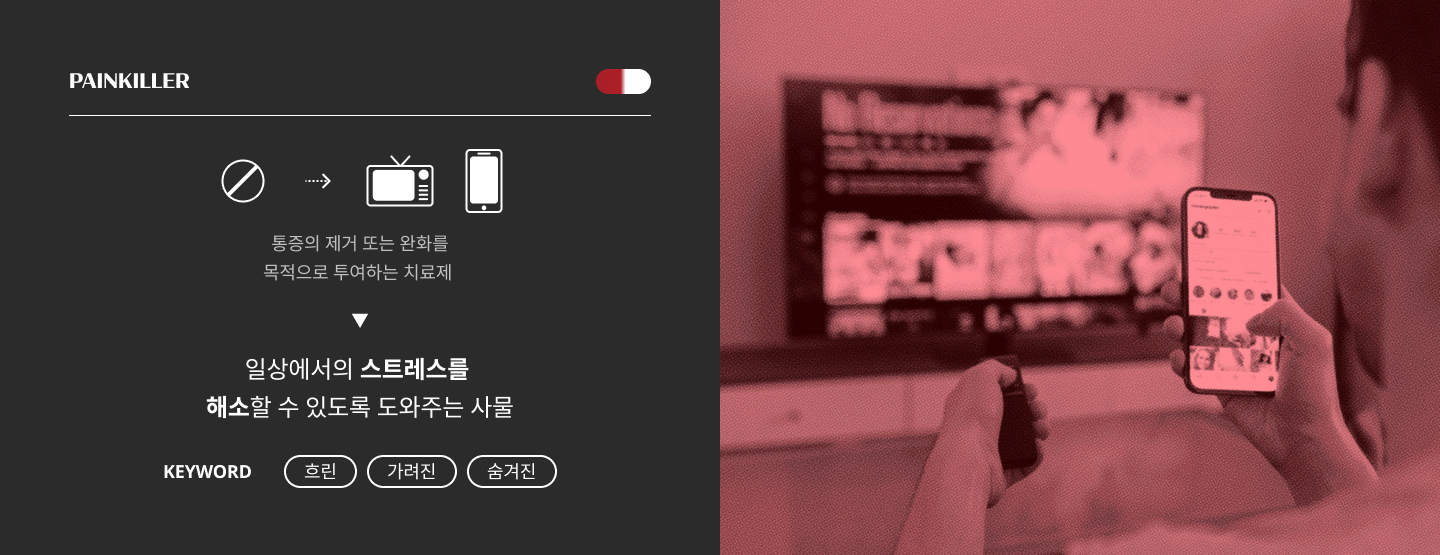 PAINKILLER
통증의 제거 또는 완화를
목적으로 투여하는 치료제
일상에서의 스트레스를
해소할 수 있도록 도와주는 사물
KEYWORD 흐린 가려진 숨겨진